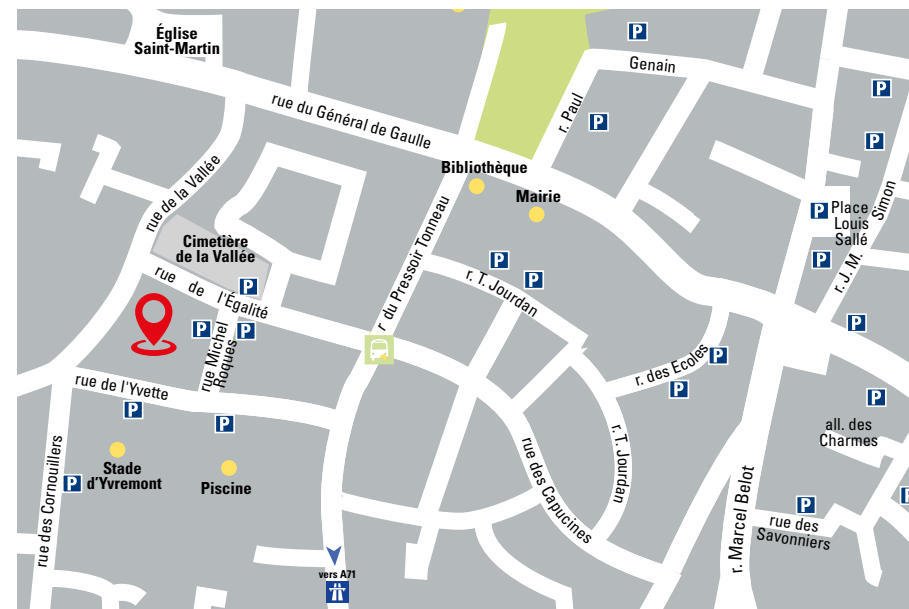 Église
Saint-Martin
P
Genain
P
rue du Général de Gaulle
r. Paul
P
P
rue de la Vallée
Bibliothèque
Mairie
P
Place
Louis
Sallé
r. J. M. Simon
Cimetière
de la Vallée
r du Pressoir Tonneau
P
P
r. T. Jourdan
P
rue de l'Égalité
P
P
P
P
rue Michel
Roques
r. des Ecoles
P
P
rue de l'Yvette
P
P
P
all. des
Charmes
rue des Cornouillers
Stade
d'Yvremont
Piscine
P
rue des Capucines
r. T. Jourdan
r. Marcel Belot
P
P
rue des
Savonniers
vers A71